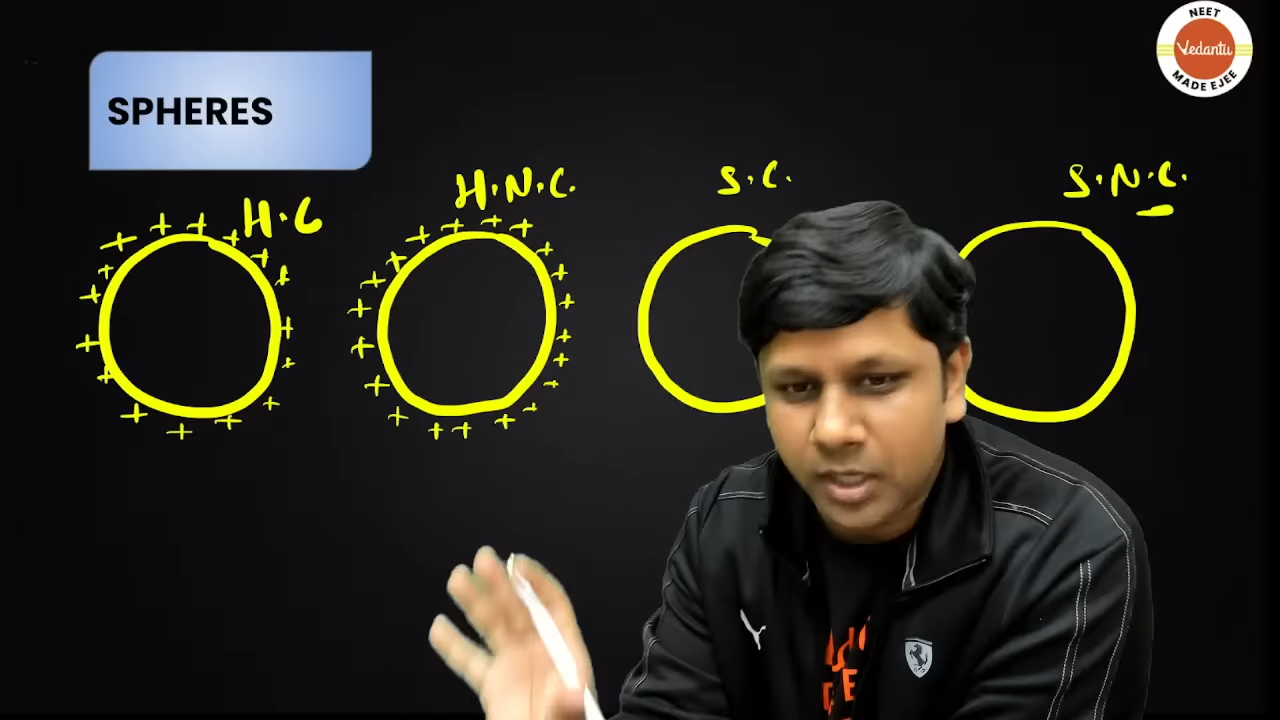 NEET
Vedantu
MADE EJEE
SPHERES
H.C
H.N.C.
S.C.
S.N.C.